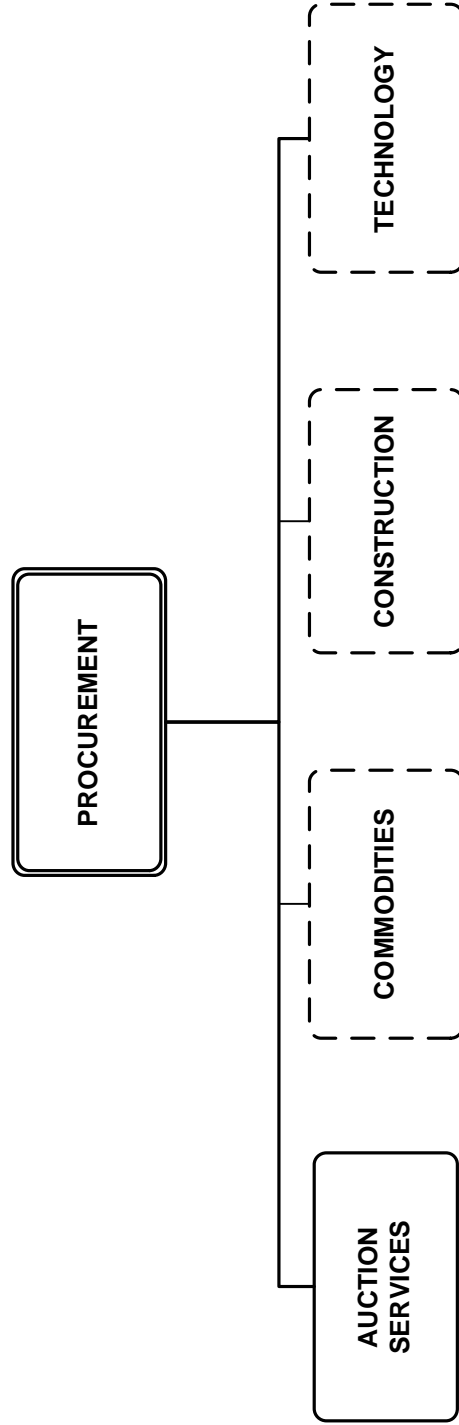 PROCUREMENT
AUCTION
SERVICES
COMMODITIES
CONSTRUCTION
TECHNOLOGY